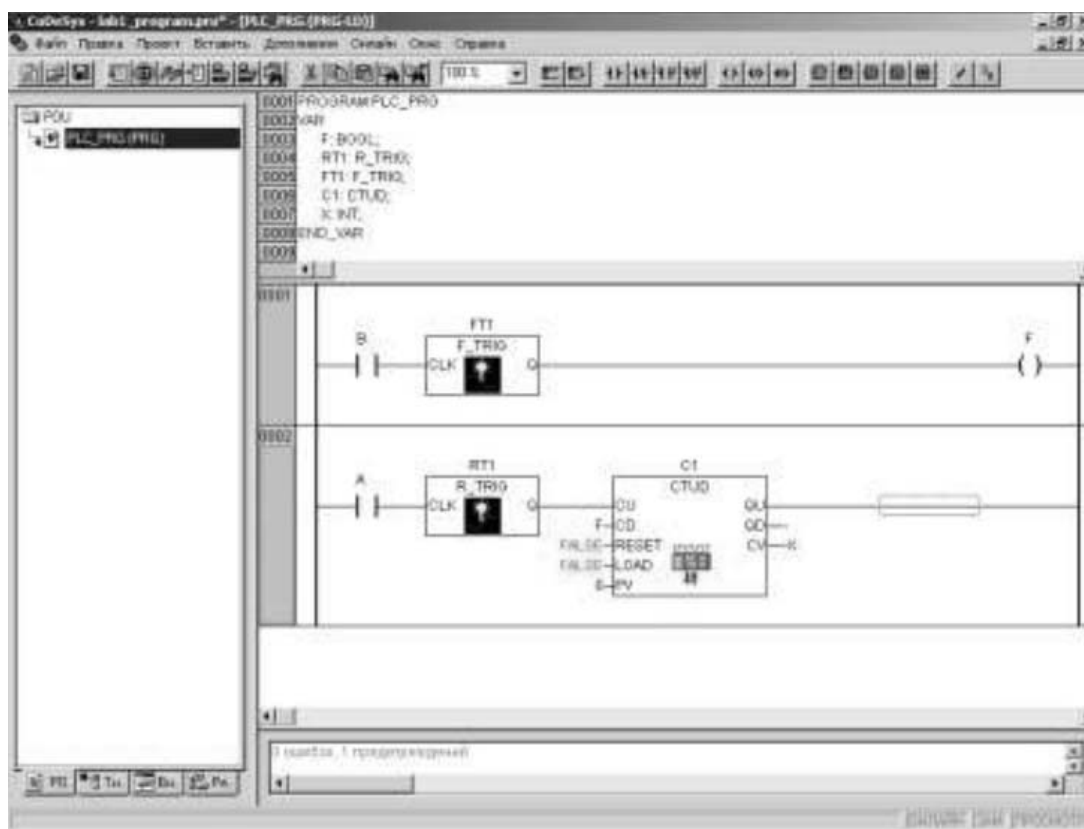 CoDeSys - lab1_program.pro* - [PLC_PRG (PRG-LD)]
Файл Правка Проект Вставить Дополнения Онлайн Окно Справка
100 %
POU
PLC_PRG (PRG)
0001 PROGRAM PLC_PRG
0002 VAR
0003 F: BOOL;
0004 RT1: R_TRIG;
0005 FT1: F_TRIG;
0006 C1: CTUD;
0007 X: INT;
0008 END_VAR
0009
0001
FT1
B
F_TRIG
F
CLK
Q
0002
RT1
C1
A
R_TRIG
CTUD
CLK
Q
CU
QU
F
CD
QD
FALSE
RESET
CV
X
FALSE
LOAD
PV